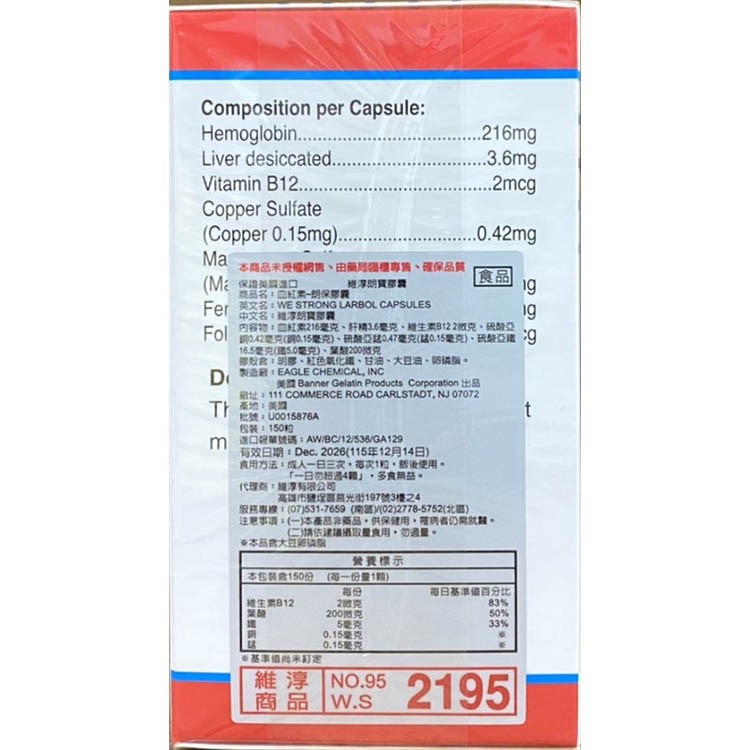 Composition per Capsule:
Hemoglobin...............................216mg
Liver desiccated..........................3.6mg
Vitamin B12.................................2mcg
Copper Sulfate
(Copper 0.15mg).......................0.42mg
Ma
(Ma
Fer
Fol
mg
cg
D
Th
t
m
本商品未授權網售、由藥局臨櫃專售、確保品質
食品
保證美國進口 維淳朗寶膠囊
商品名：血紅素-朗保膠囊
英文名：WE STRONG LARBOL CAPSULES
中文名：維淳朗寶膠囊
內容物：血紅素216毫克、肝精3.6毫克、維生素B12 2微克、硫酸亞
銅0.42毫克(銅0.15毫克)、硫酸亞錳0.47毫克(錳0.15毫克)、硫酸亞鐵
16.5毫克(鐵5.0毫克)、葉酸200微克
膠殼含：明膠、紅色氧化鐵、甘油、大豆油、卵磷脂。
製造廠：EAGLE CHEMICAL, INC
美國 Banner Gelatin Products Corporation 出品
廠址：111 COMMERCE ROAD CARLSTADT, NJ 07072
產地：美國
批號：U0015876A
包裝：150粒
進口報單號碼：AW/BC/12/536/GA129
有效日期：Dec. 2026(115年12月14日)
食用方法：成人一日三次，每次1粒，飯後使用。
「一日勿超過4顆」，多食無益。
代理商：維淳有限公司
高雄市鹽埕區莒光街197號3樓之4
服務專線：(07)531-7659 (南區)/(02)2778-5752(北區)
注意事項：(一)本產品非藥品，供保健用，罹病者仍需就醫。
(二)請依建議攝取量食用，勿過量。
※本品含大豆卵磷脂
營養標示
本包裝含150份 (每一份量1顆)
每份 每日基準值百分比
維生素B12 2微克 83%
葉酸 200微克 50%
鐵 5毫克 33%
銅 0.15毫克 ※
錳 0.15毫克 ※
※基準值尚未訂定
維淳
商品
NO.95
W.S
2195